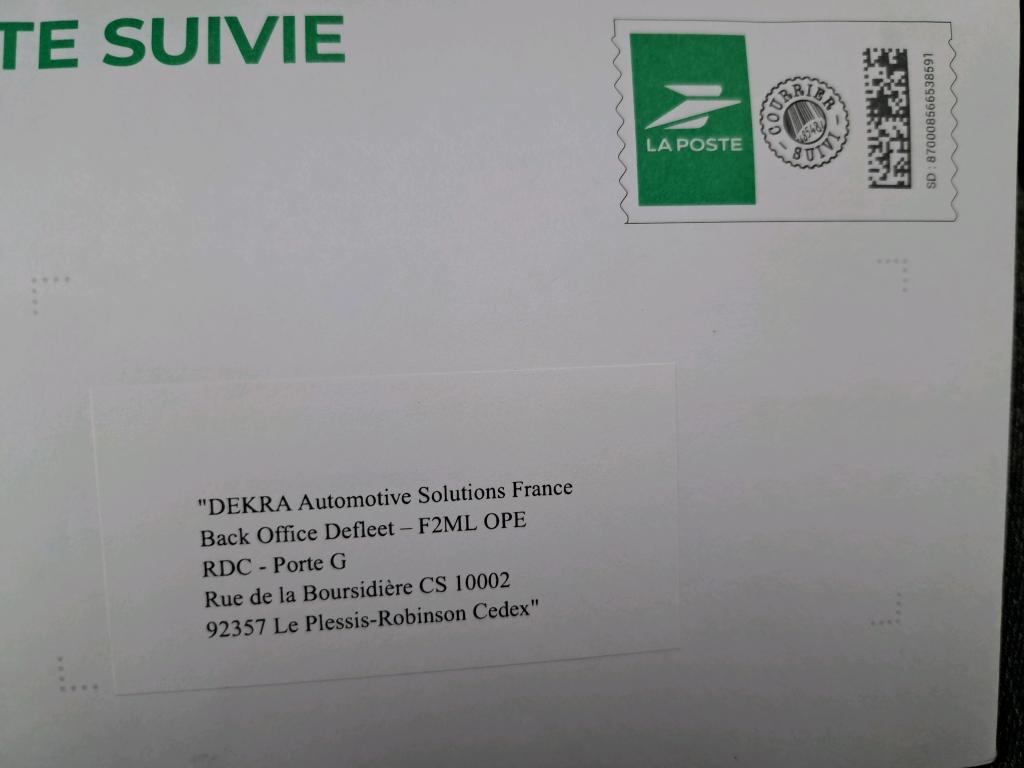 TE SUIVIE
LA POSTE
COURRIER
SUIVI
SD : 870008566538591
"DEKRA Automotive Solutions France
Back Office Defleet – F2ML OPE
RDC - Porte G
Rue de la Boursidière CS 10002
92357 Le Plessis-Robinson Cedex"